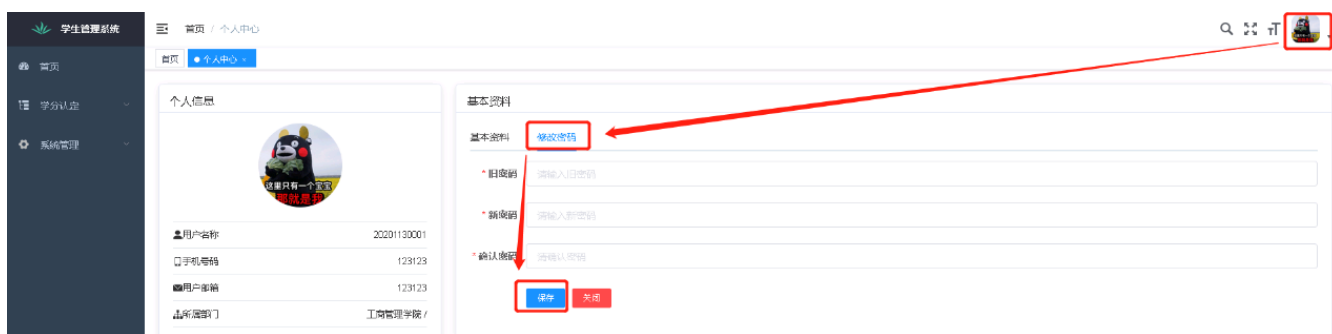 学生管理系统
首页 / 个人中心
首页
个人中心 ×
首页
学分认定
系统管理
个人信息
这里只有一个宝宝
那就是我
用户名称 20201130001
手机号码 123123
用户邮箱 123123
所属部门 工商管理学院 /
基本资料
基本资料 修改密码
* 旧密码 请输入旧密码
* 新密码 请输入新密码
* 确认密码 请确认密码
保存 关闭